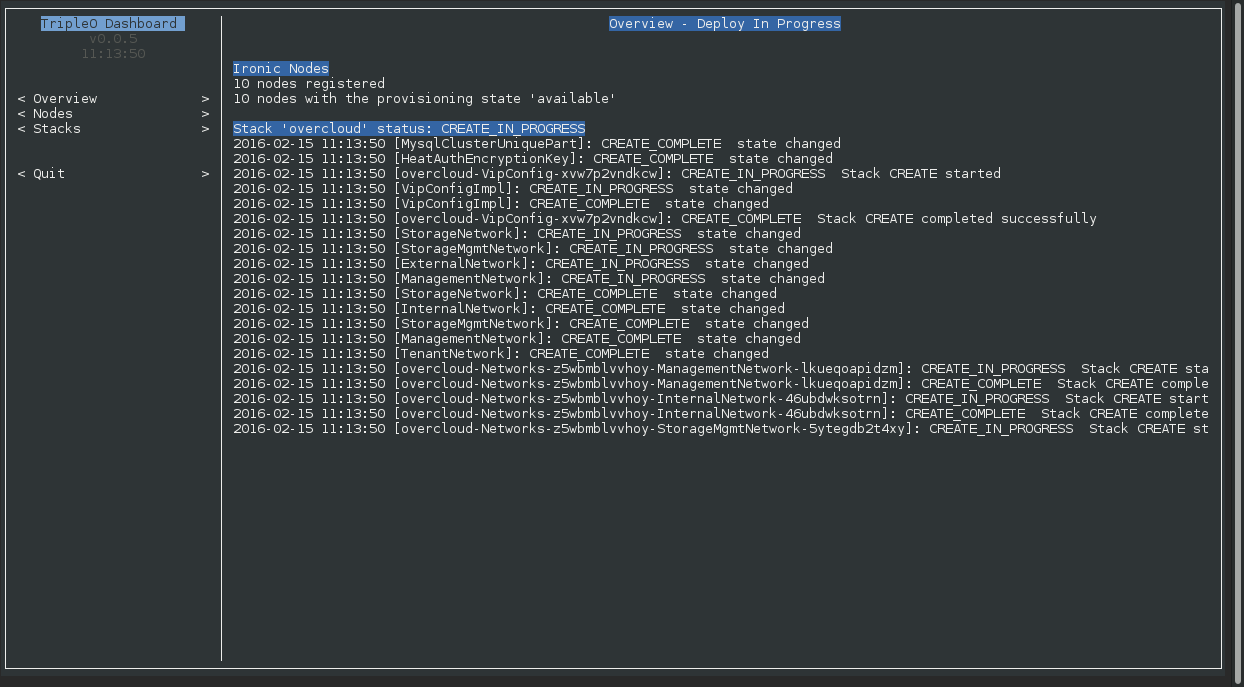 TripleO Dashboard
v0.0.5
11:13:50
< Overview >
< Nodes >
< Stacks >
< Quit >
Overview - Deploy In Progress
Ironic Nodes
10 nodes registered
10 nodes with the provisioning state 'available'
Stack 'overcloud' status: CREATE_IN_PROGRESS
2016-02-15 11:13:50 [MysqlClusterUniquePart]: CREATE_COMPLETE  state changed
2016-02-15 11:13:50 [HeatAuthEncryptionKey]: CREATE_COMPLETE  state changed
2016-02-15 11:13:50 [overcloud-VipConfig-xvw7p2vndkcw]: CREATE_IN_PROGRESS  Stack CREATE started
2016-02-15 11:13:50 [VipConfigImpl]: CREATE_IN_PROGRESS  state changed
2016-02-15 11:13:50 [VipConfigImpl]: CREATE_COMPLETE  state changed
2016-02-15 11:13:50 [overcloud-VipConfig-xvw7p2vndkcw]: CREATE_COMPLETE  Stack CREATE completed successfully
2016-02-15 11:13:50 [StorageNetwork]: CREATE_IN_PROGRESS  state changed
2016-02-15 11:13:50 [StorageMgmtNetwork]: CREATE_IN_PROGRESS  state changed
2016-02-15 11:13:50 [ExternalNetwork]: CREATE_IN_PROGRESS  state changed
2016-02-15 11:13:50 [ManagementNetwork]: CREATE_IN_PROGRESS  state changed
2016-02-15 11:13:50 [StorageNetwork]: CREATE_COMPLETE  state changed
2016-02-15 11:13:50 [InternalNetwork]: CREATE_COMPLETE  state changed
2016-02-15 11:13:50 [StorageMgmtNetwork]: CREATE_COMPLETE  state changed
2016-02-15 11:13:50 [ManagementNetwork]: CREATE_COMPLETE  state changed
2016-02-15 11:13:50 [TenantNetwork]: CREATE_COMPLETE  state changed
2016-02-15 11:13:50 [overcloud-Networks-z5wbmblvvhoy-ManagementNetwork-lkueqoapidzm]: CREATE_IN_PROGRESS  Stack CREATE sta
2016-02-15 11:13:50 [overcloud-Networks-z5wbmblvvhoy-ManagementNetwork-lkueqoapidzm]: CREATE_COMPLETE  Stack CREATE comple
2016-02-15 11:13:50 [overcloud-Networks-z5wbmblvvhoy-InternalNetwork-46ubdwksotrn]: CREATE_IN_PROGRESS  Stack CREATE start
2016-02-15 11:13:50 [overcloud-Networks-z5wbmblvvhoy-InternalNetwork-46ubdwksotrn]: CREATE_COMPLETE  Stack CREATE complete
2016-02-15 11:13:50 [overcloud-Networks-z5wbmblvvhoy-StorageMgmtNetwork-5ytegdb2t4xy]: CREATE_IN_PROGRESS  Stack CREATE st